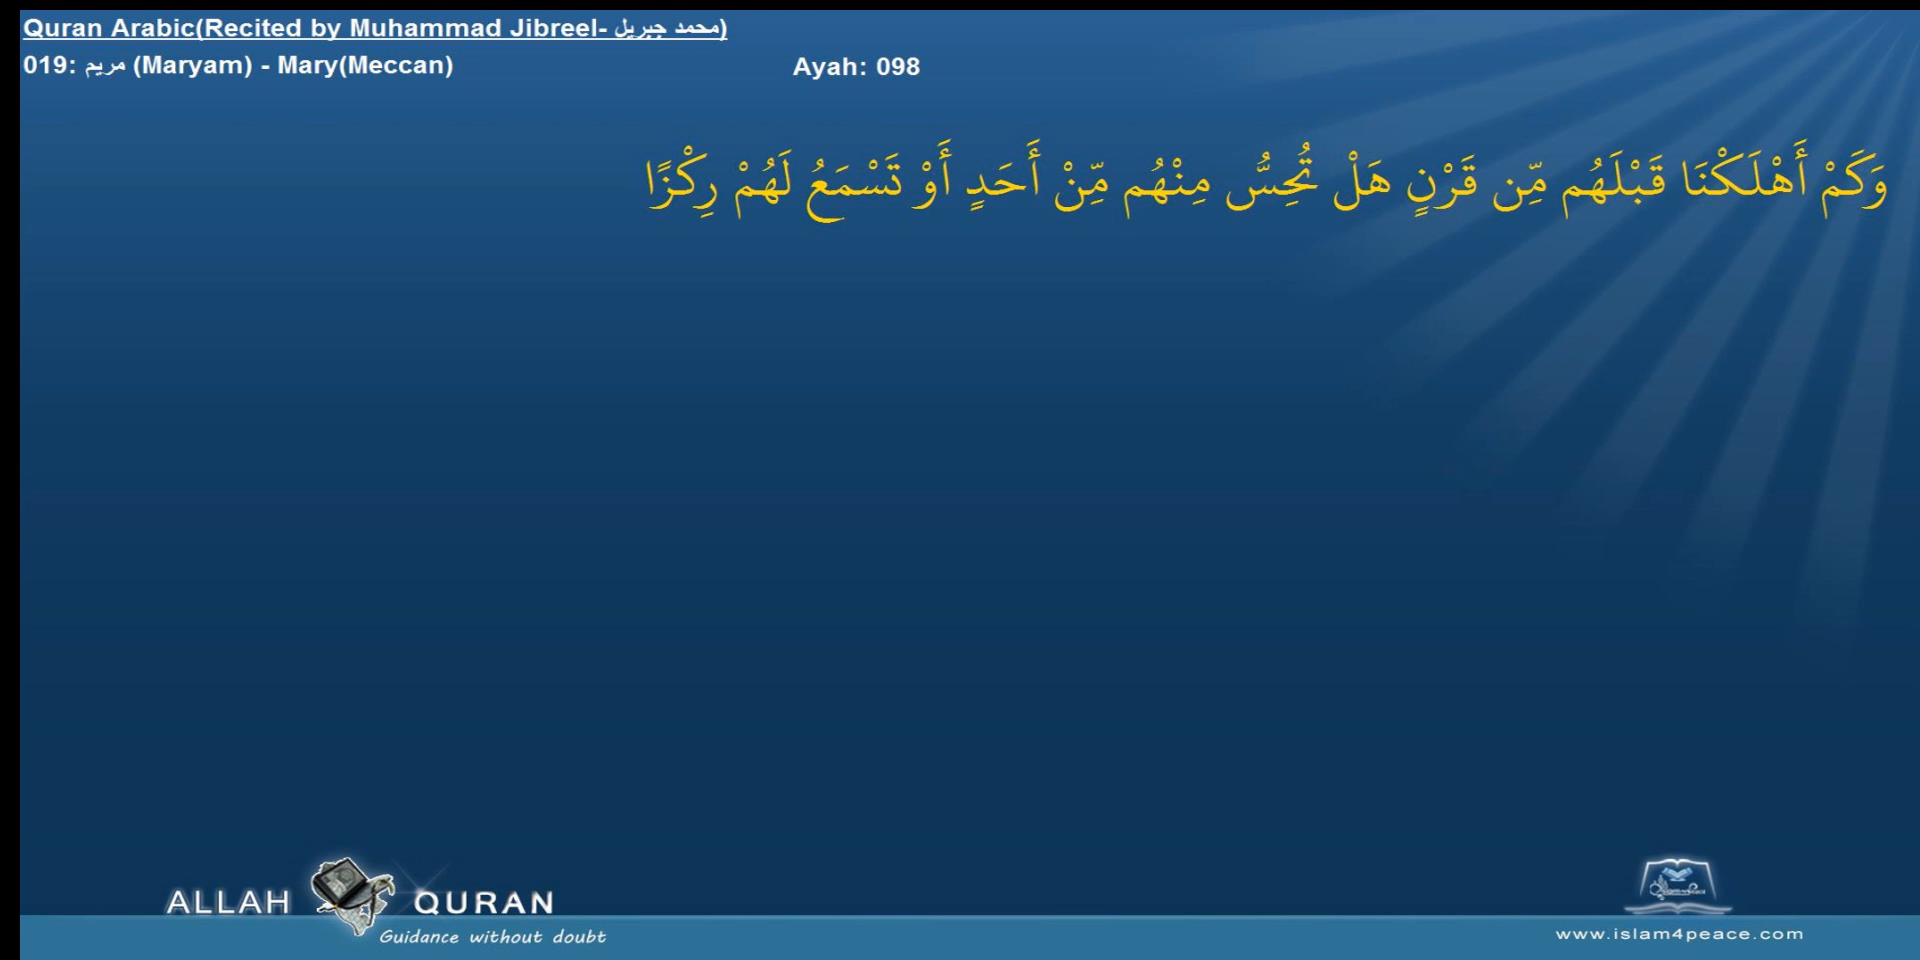 Quran Arabic(Recited by Muhammad Jibreel- محمد جبريل)
019: مريم (Maryam) - Mary(Meccan)
Ayah: 098
وَكَمْ أَهْلَكْنَا قَبْلَهُم مِّن قَرْنٍ هَلْ تُحِسُّ مِنْهُم مِّنْ أَحَدٍ أَوْ تَسْمَعُ لَهُمْ رِكْزًا
ALLAH QURAN
Guidance without doubt
www.islam4peace.com